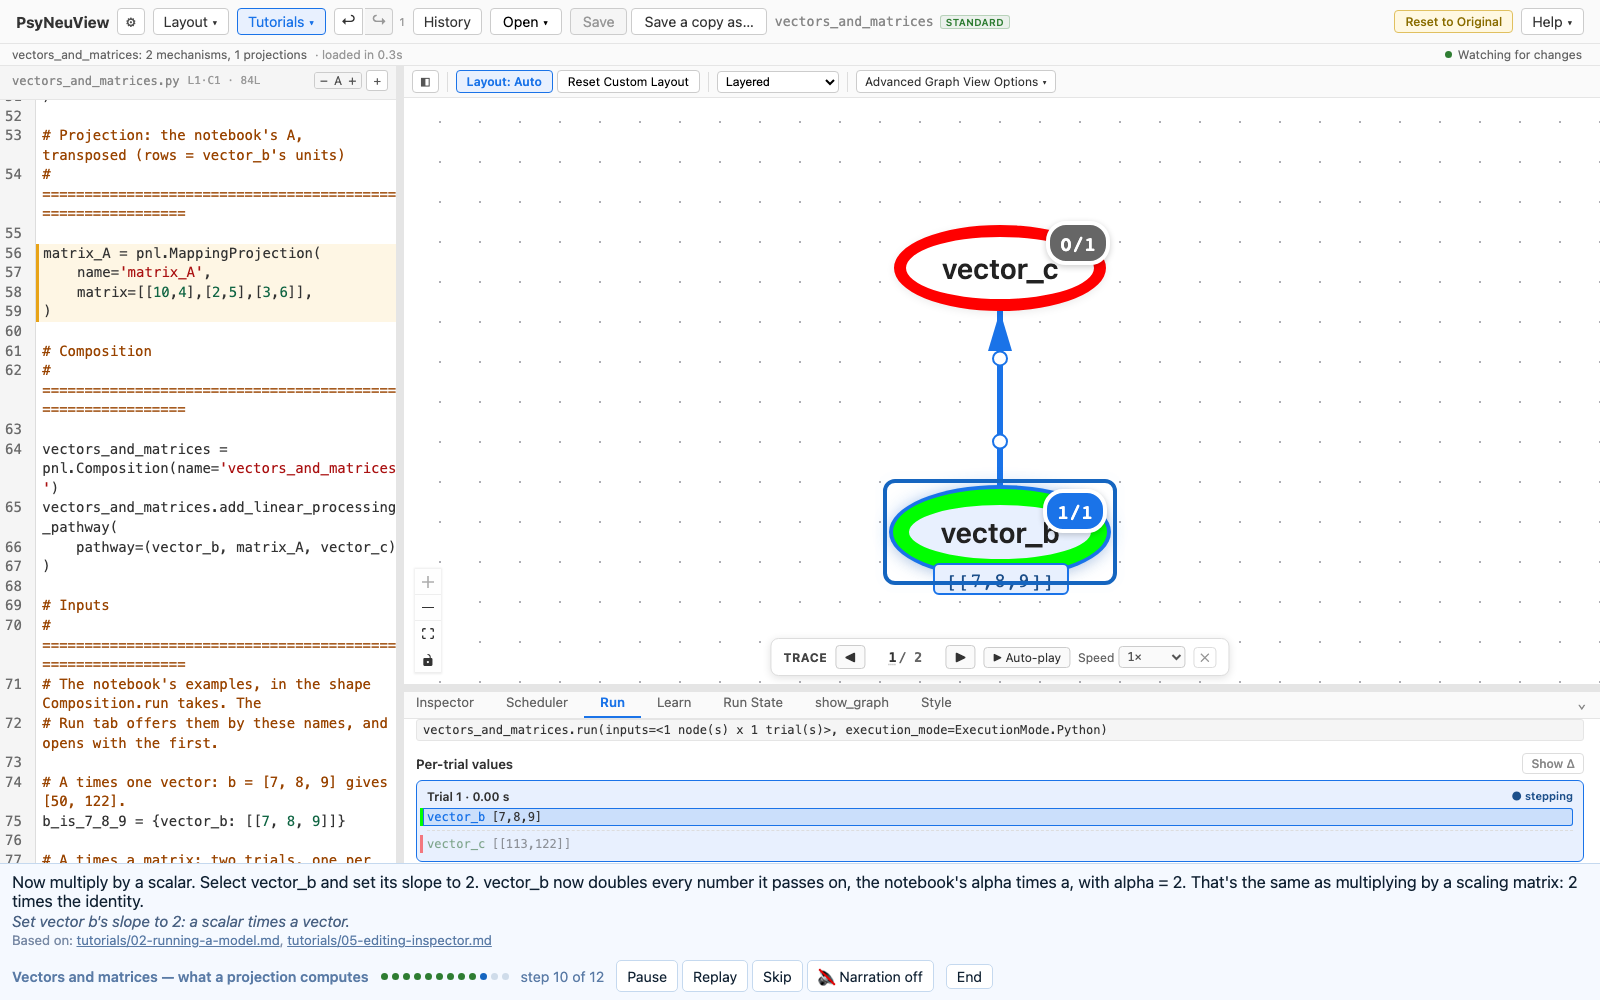 PsyNeuView ⚙ Layout ▾ Tutorials ▾ ↩ ↪ 1 History Open ▾ Save Save a copy as... vectors_and_matrices STANDARD Reset to Original Help ▾
vectors_and_matrices: 2 mechanisms, 1 projections · loaded in 0.3s Watching for changes
vectors_and_matrices.py L1:C1 · 84L − A + +
Layout: Auto Reset Custom Layout Layered Advanced Graph View Options ▾
52
53 # Projection: the notebook's A,
transposed (rows = vector_b's units)
54 #
==========================================
=================
55
56 matrix_A = pnl.MappingProjection(
57 name='matrix_A',
58 matrix=[[10,4],[2,5],[3,6]],
59 )
60
61 # Composition
62 #
==========================================
=================
63
64 vectors_and_matrices =
pnl.Composition(name='vectors_and_matrices
')
65 vectors_and_matrices.add_linear_processing
_pathway(
66 pathway=(vector_b, matrix_A, vector_c)
67 )
68
69 # Inputs
70 #
==========================================
=================
71 # The notebook's examples, in the shape
Composition.run takes. The
72 # Run tab offers them by these names, and
opens with the first.
73
74 # A times one vector: b = [7, 8, 9] gives
[50, 122].
75 b_is_7_8_9 = {vector_b: [[7, 8, 9]]}
76
77 # A times a matrix: two trials, one per
0/1
vector_c
1/1
vector_b
[[7,8,9]]
TRACE ◀ 1 / 2 ▶ ▶ Auto-play Speed 1× ✕
Inspector Scheduler Run Learn Run State show_graph Style
vectors_and_matrices.run(inputs=<1 node(s) x 1 trial(s)>, execution_mode=ExecutionMode.Python)
Per-trial values Show Δ
Trial 1 · 0.00 s stepping
vector_b [7,8,9]
vector_c [[113,122]]
Now multiply by a scalar. Select vector_b and set its slope to 2. vector_b now doubles every number it passes on, the notebook's alpha times a, with alpha = 2. That's the same as multiplying by a scaling matrix: 2
times the identity.
Set vector b's slope to 2: a scalar times a vector.
Based on: tutorials/02-running-a-model.md, tutorials/05-editing-inspector.md
Vectors and matrices — what a projection computes step 10 of 12 Pause Replay Skip Narration off End